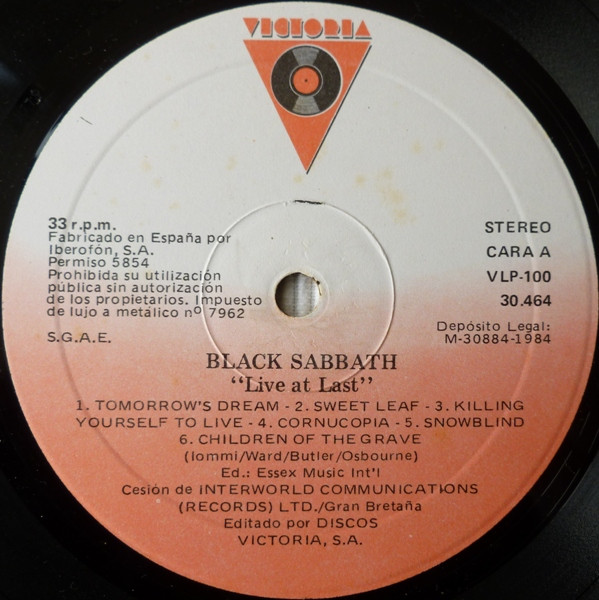 VICTORIA
33 r.p.m.
Fabricado en España por
Iberofón, S.A.
Permiso 5854
Prohibida su utilización
pública sin autorización
de los propietarios. Impuesto
de lujo a metálico nº 7962
S.G.A.E.
STEREO
CARA A
VLP-100
30.464
Depósito Legal:
M-30884-1984
BLACK SABBATH
“Live at Last”
1. TOMORROW'S DREAM - 2. SWEET LEAF - 3. KILLING
YOURSELF TO LIVE - 4. CORNUCOPIA - 5. SNOWBLIND
6. CHILDREN OF THE GRAVE
(Iommi/Ward/Butler/Osbourne)
Ed.: Essex Music Int'l
Cesión de INTERWORLD COMMUNICATIONS
(RECORDS) LTD./Gran Bretaña
Editado por DISCOS
VICTORIA, S.A.